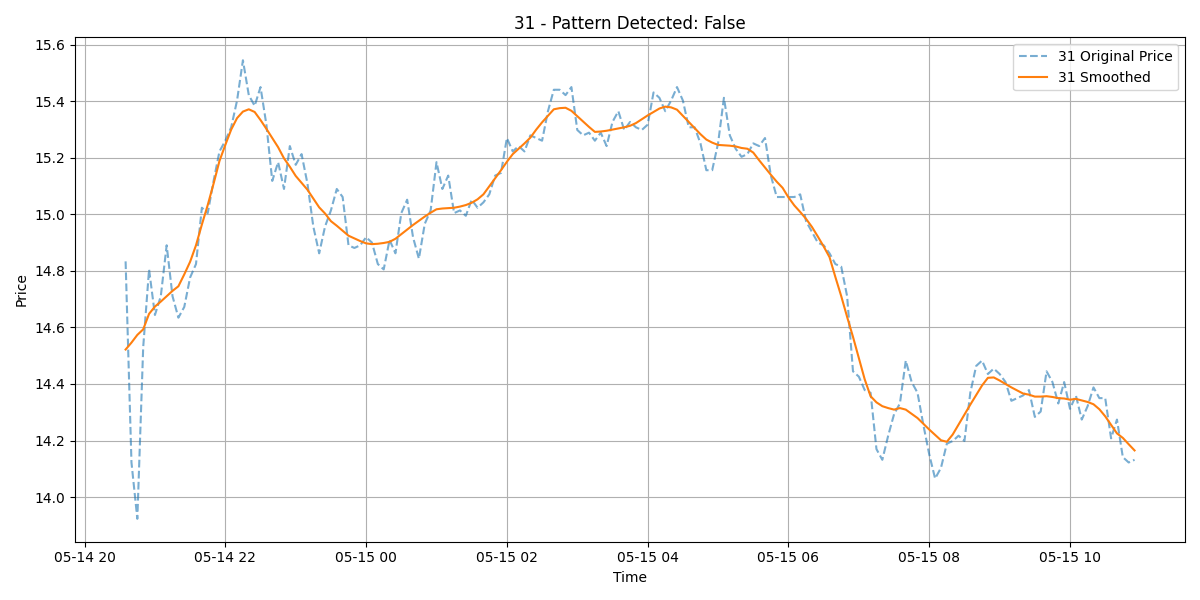 31 - Pattern Detected: False
31 Original Price
31 Smoothed
Price
15.6
15.4
15.2
15.0
14.8
14.6
14.4
14.2
14.0
05-14 20 05-14 22 05-15 00 05-15 02 05-15 04 05-15 06 05-15 08 05-15 10
Time